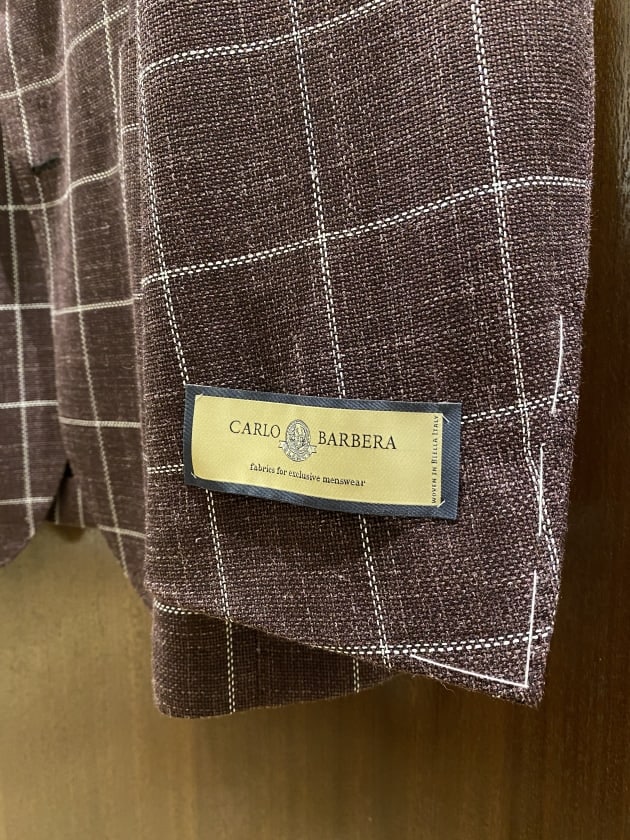 CARLO BARBERA
fabrics for exclusive menswear
WOVEN IN BIELLA ITALY